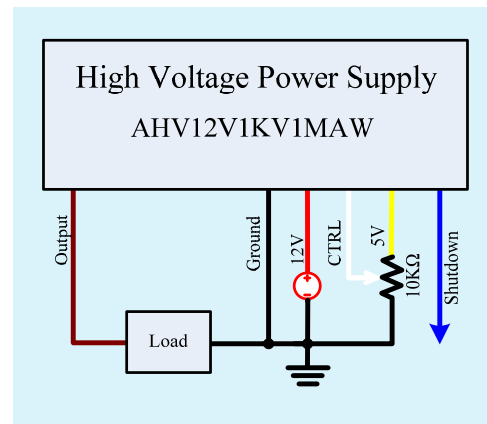 High Voltage Power Supply
AHV12V1KV1MAW
Output
Ground
12V
CTRL
5V
10KΩ
Shutdown
Load